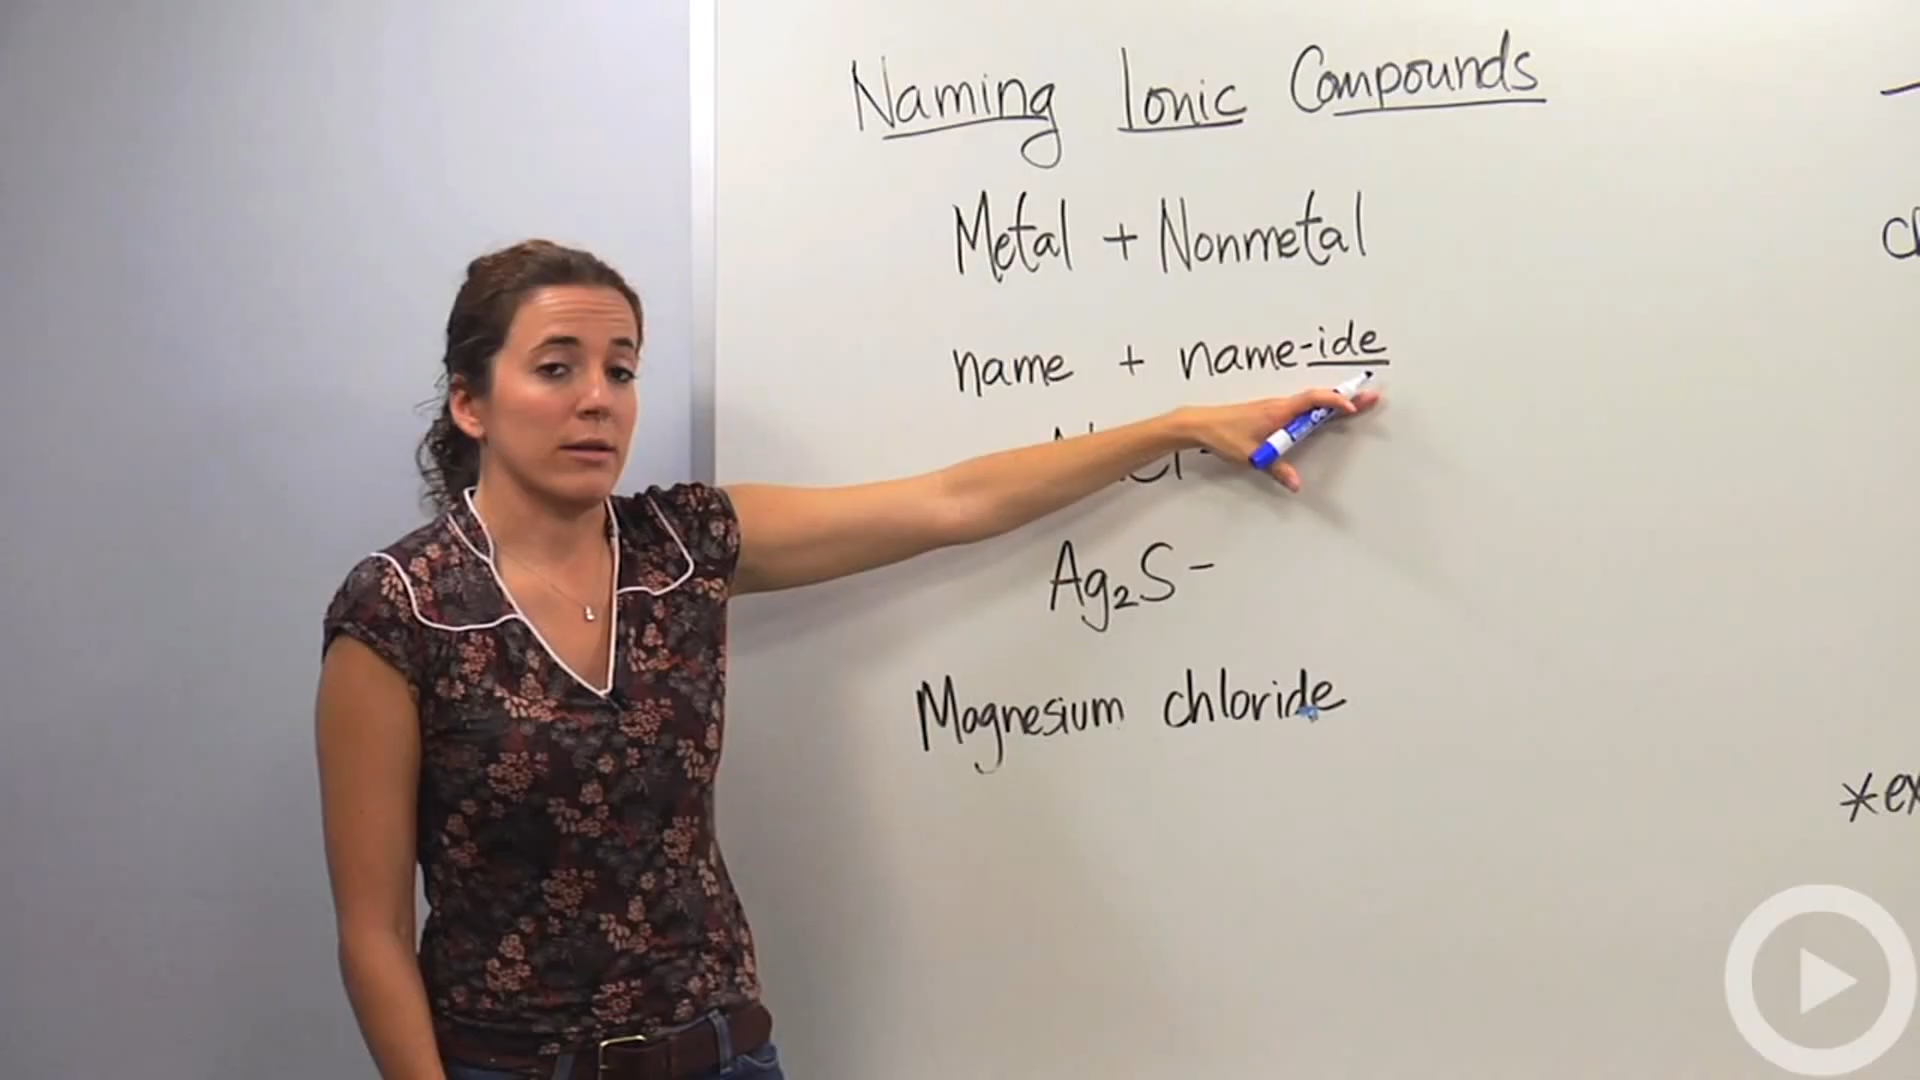 Naming Ionic Compounds
Metal + Nonmetal
name + name-ide
Ag₂S -
Magnesium chloride